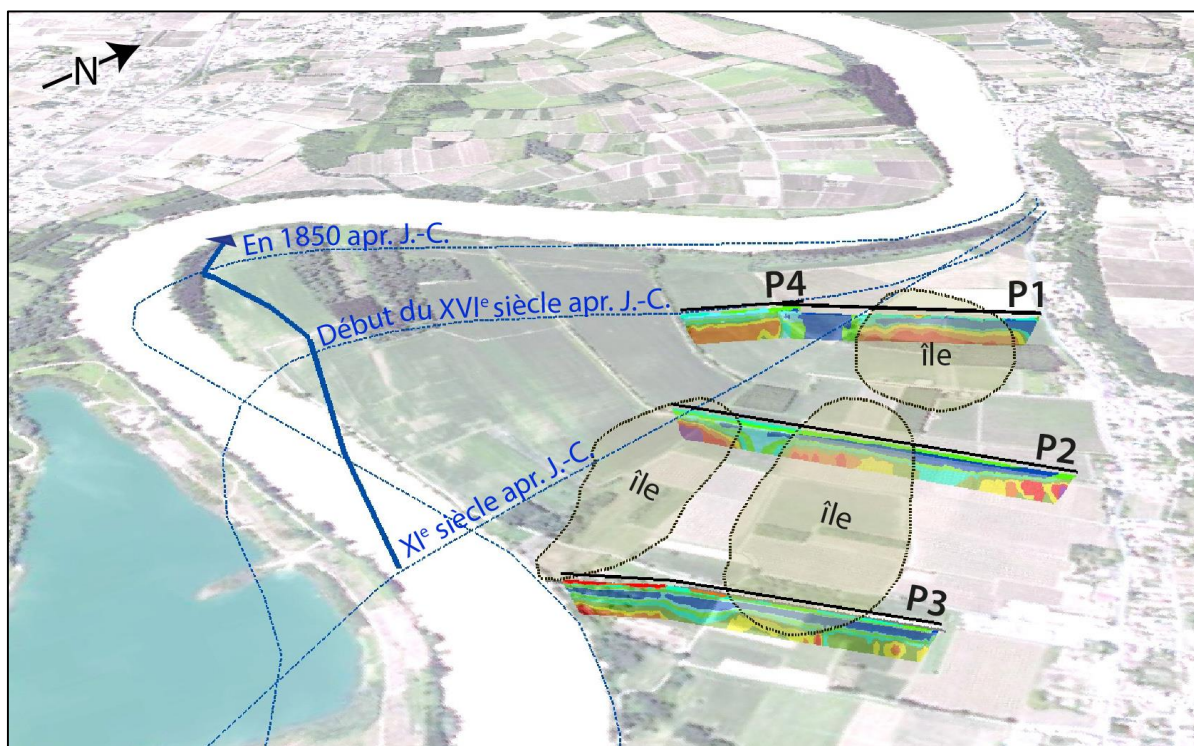 N
En 1850 apr. J.-C.
Début du XVIe siècle apr. J.-C.
XIe siècle apr. J.-C.
P4
P1
île
P2
île
île
P3